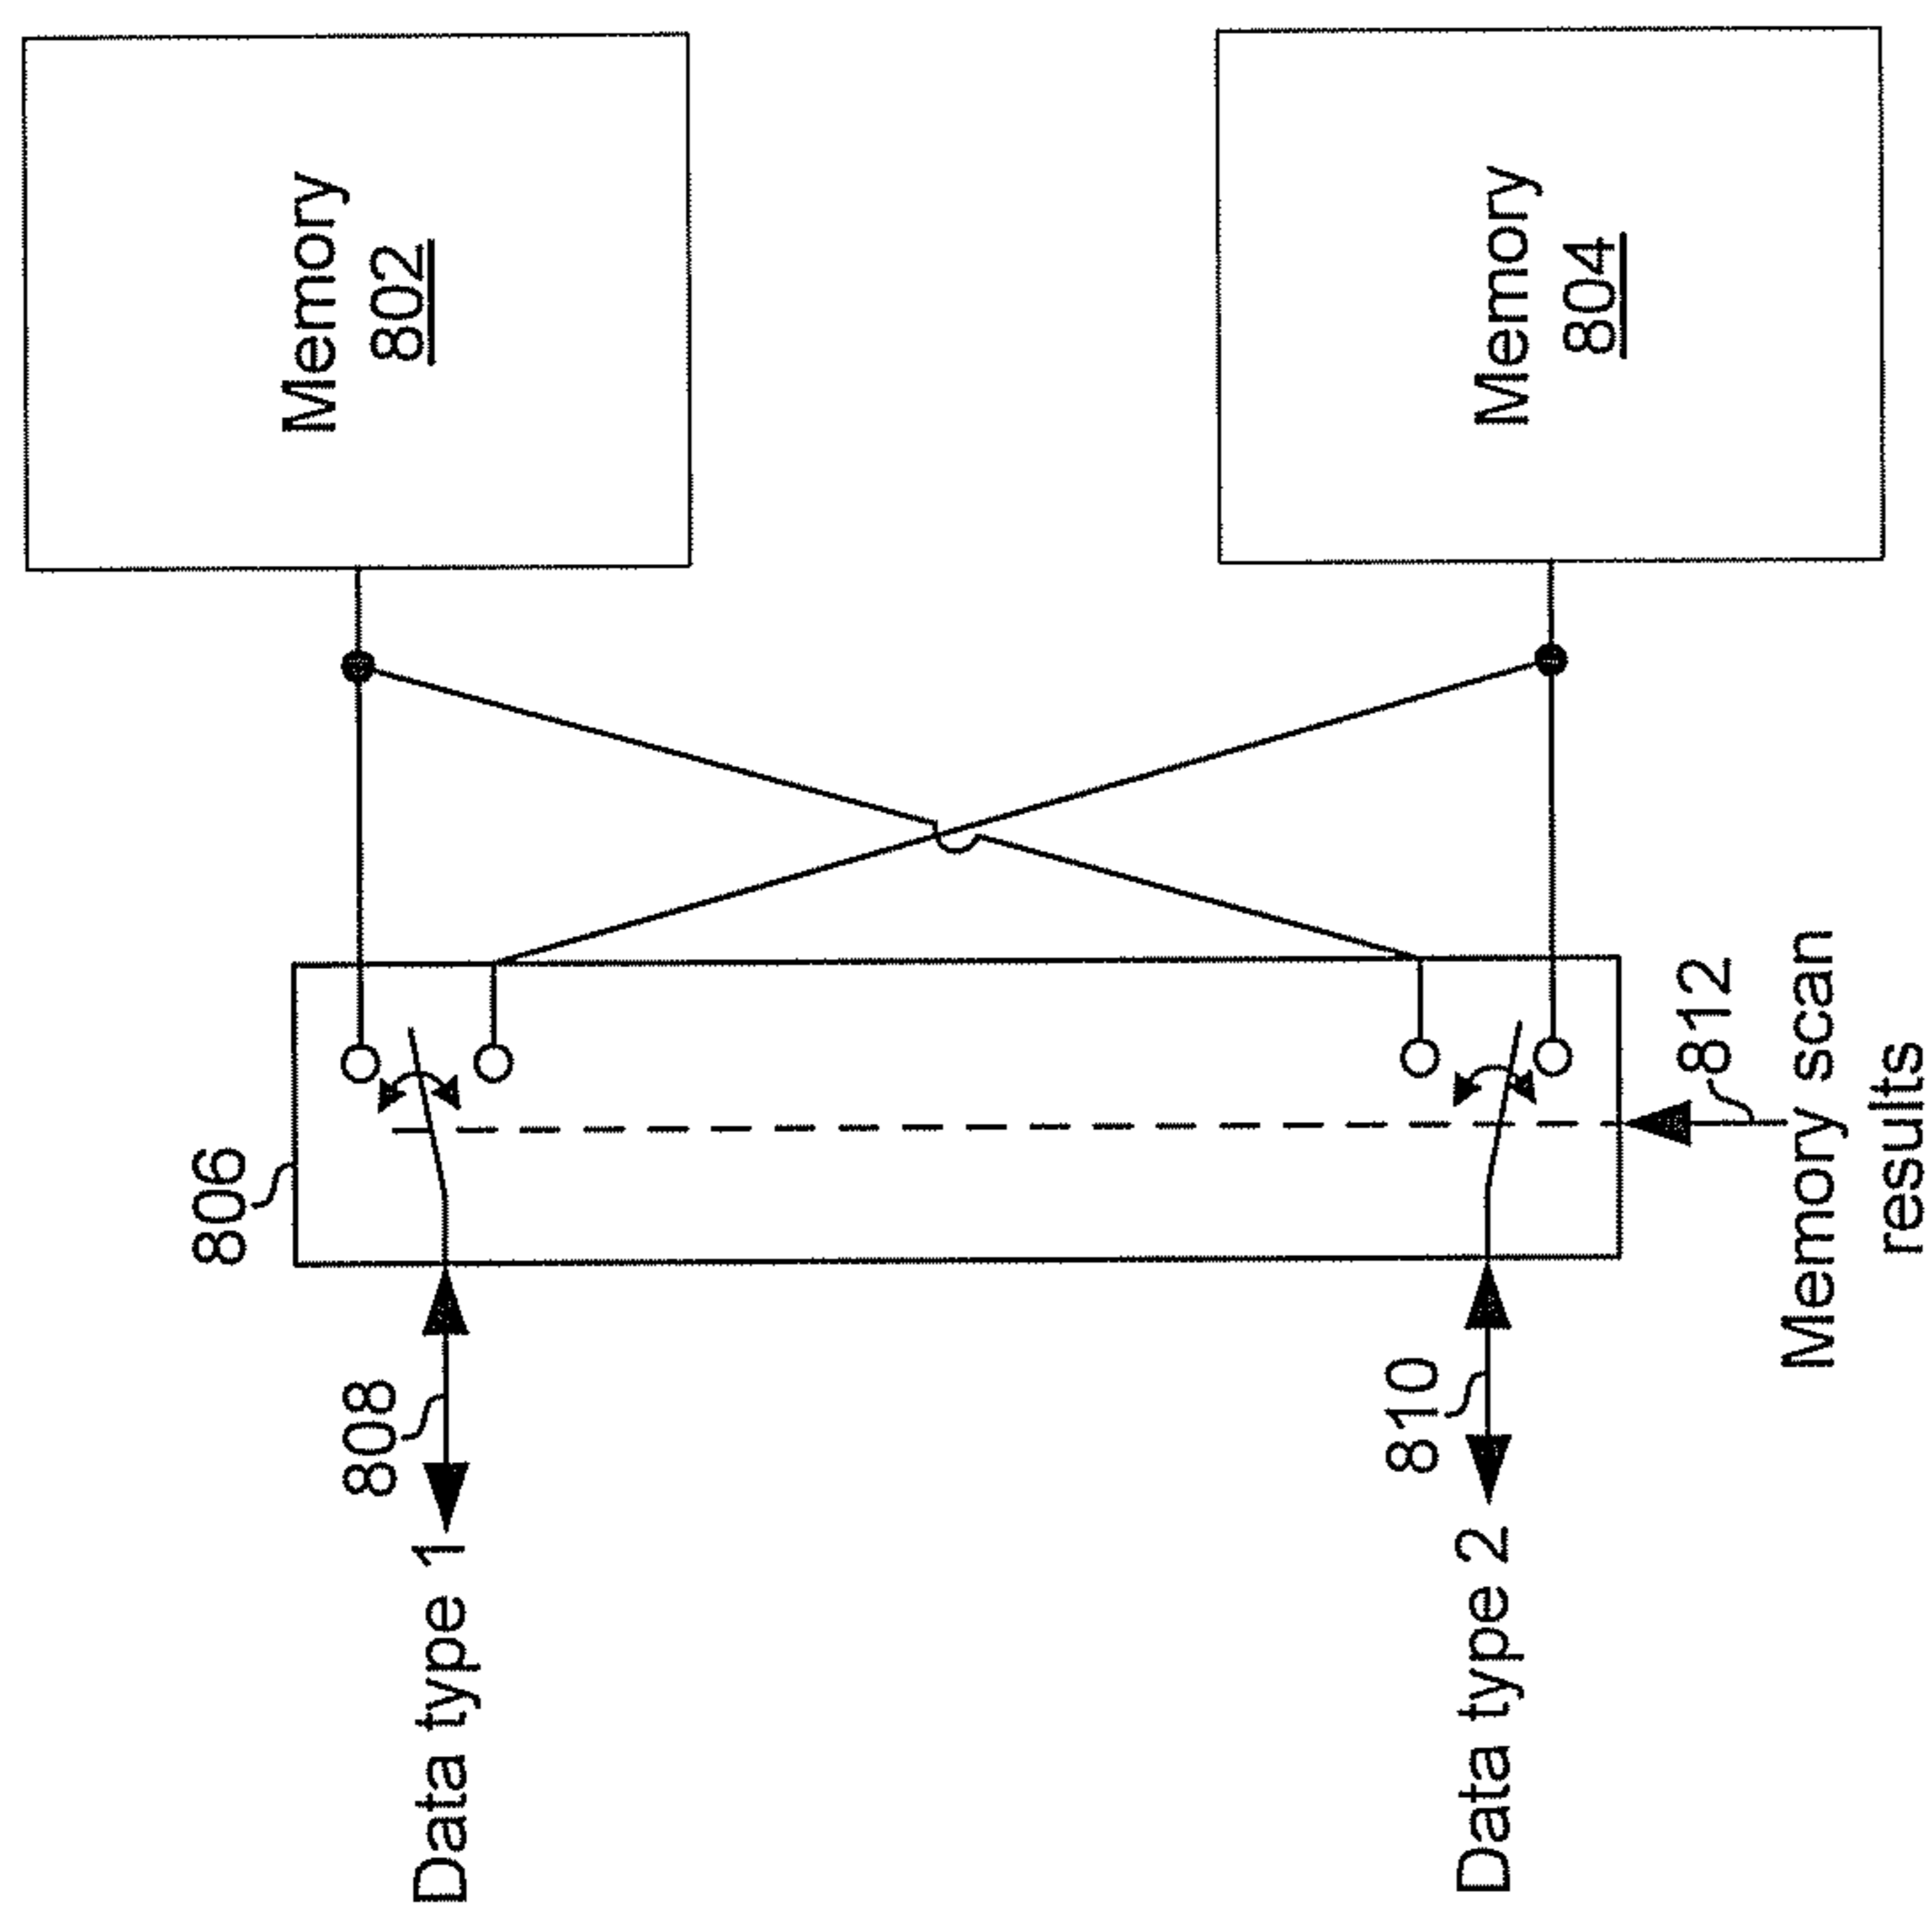 Memory
802
Memory
804
806
808
Data type 1
810
Data type 2
812
Memory scan
results